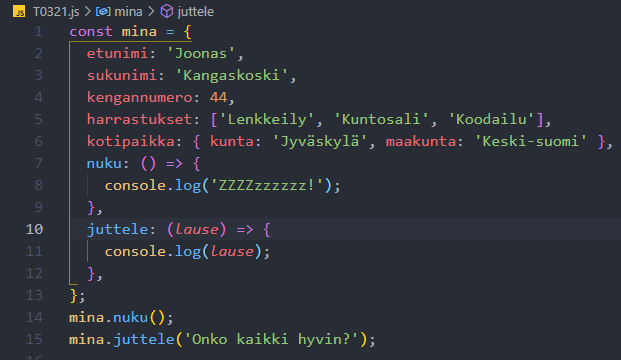 JS T0321.js > mina > juttele
1 const mina = {
2 etunimi: 'Joonas',
3 sukunimi: 'Kangaskoski',
4 kengannumero: 44,
5 harrastukset: ['Lenkkeily', 'Kuntosali', 'Koodailu'],
6 kotipaikka: { kunta: 'Jyväskylä', maakunta: 'Keski-suomi' },
7 nuku: () => {
8 console.log('ZZZZzzzzzz!');
9 },
10 juttele: (lause) => {
11 console.log(lause);
12 },
13 };
14 mina.nuku();
15 mina.juttele('Onko kaikki hyvin?');